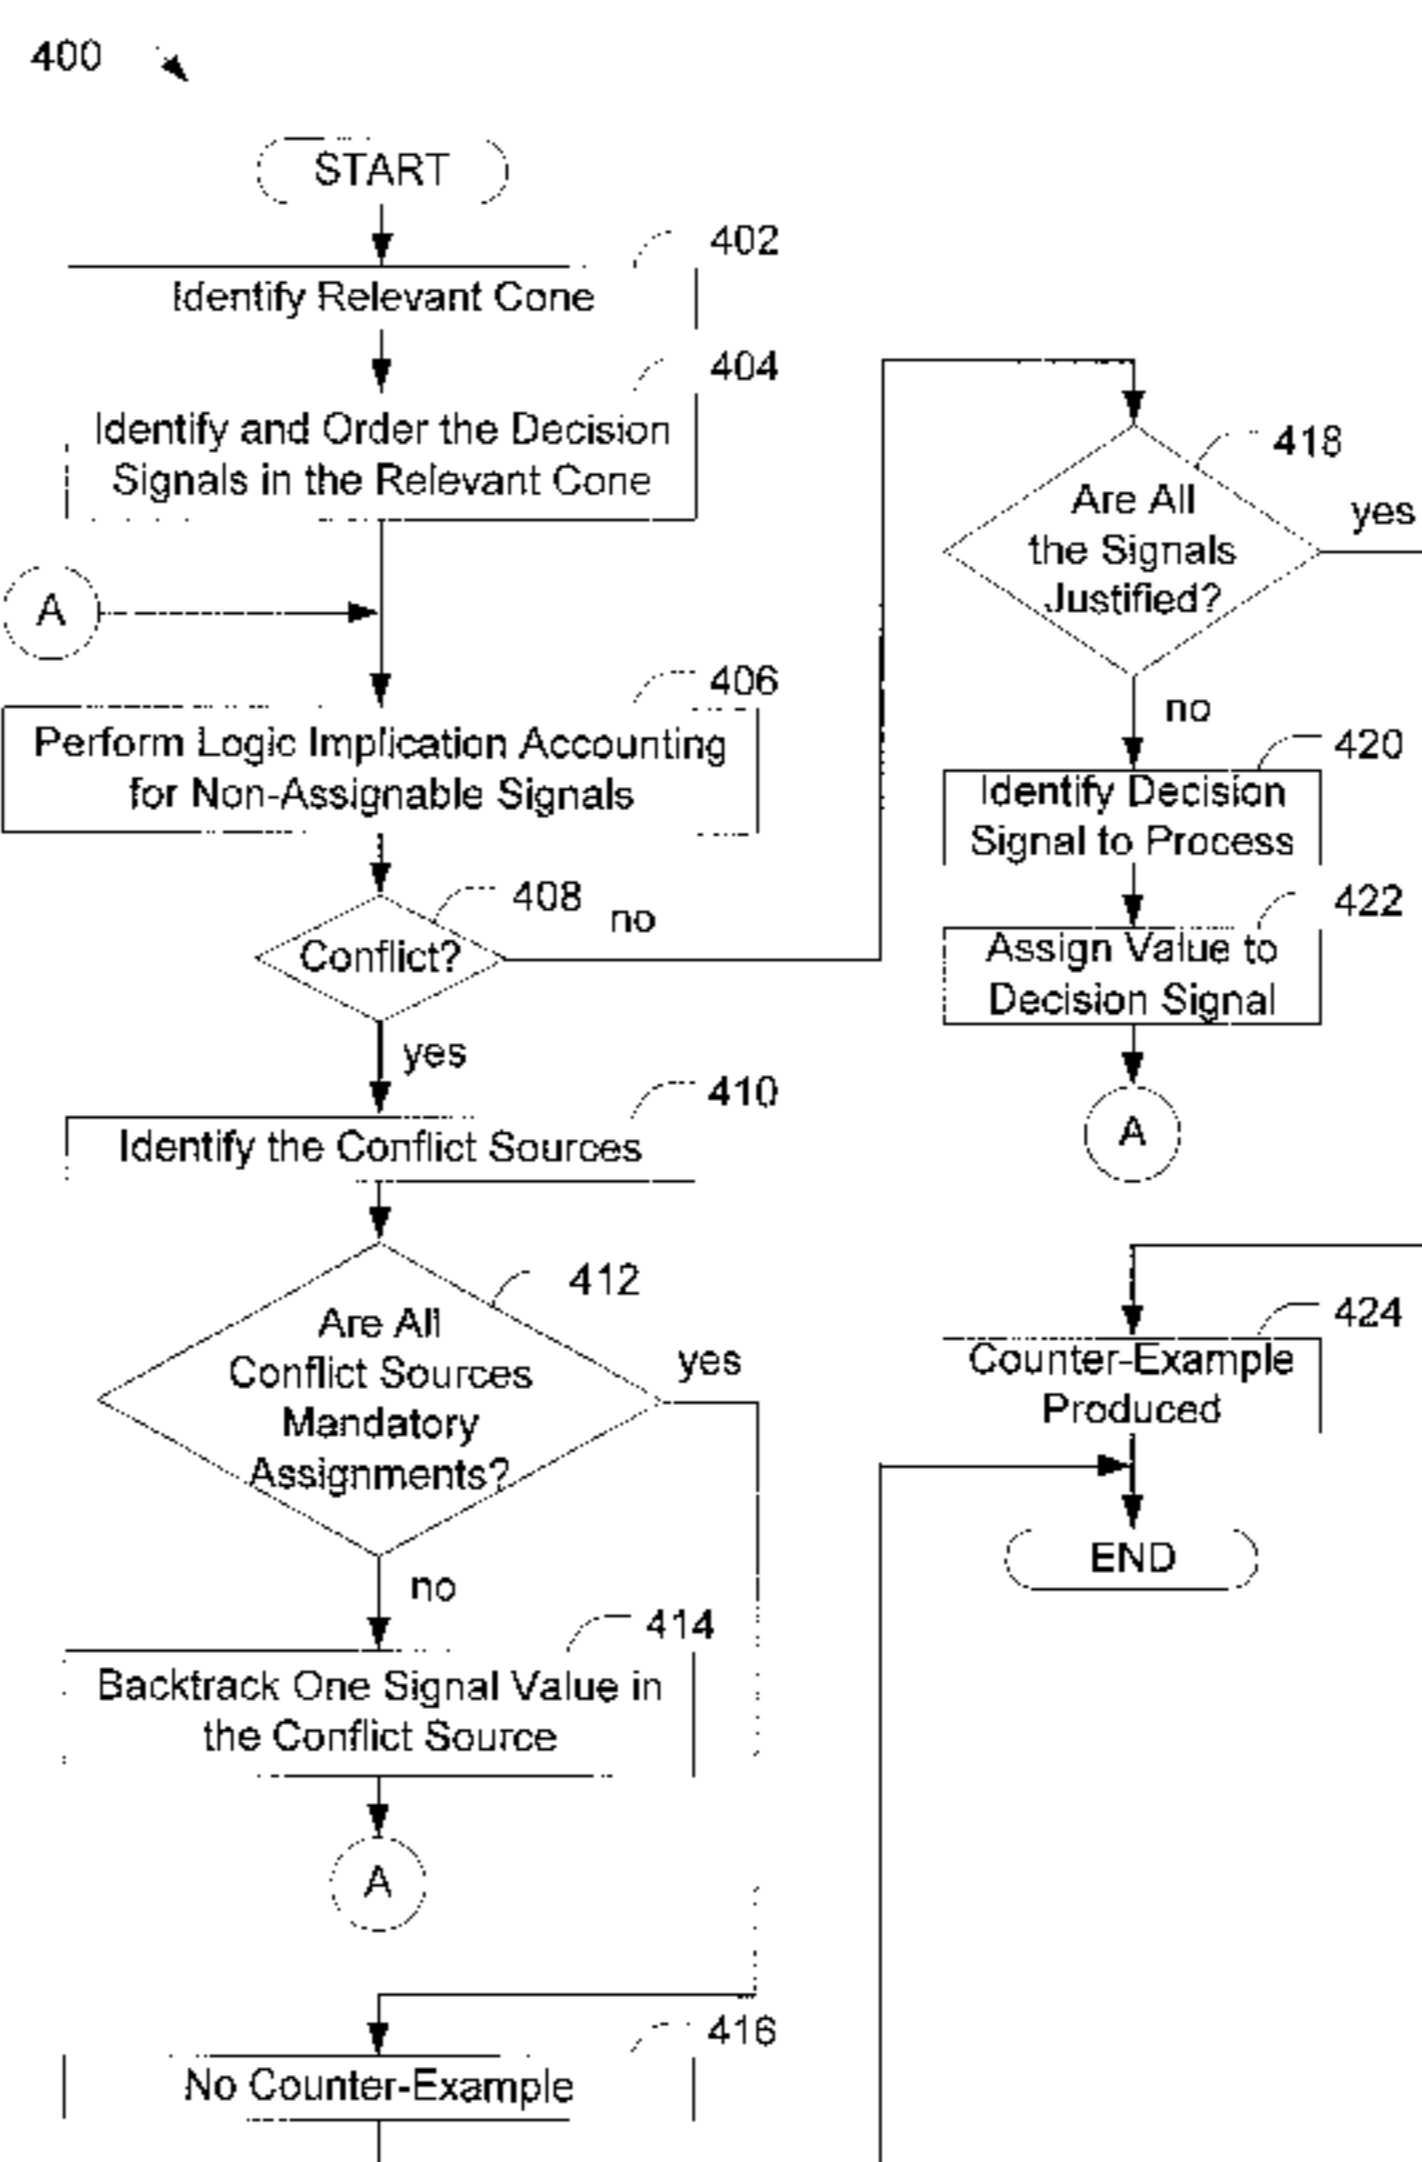 400
START
402
Identify Relevant Cone
404
Identify and Order the Decision
Signals in the Relevant Cone
A
406
Perform Logic Implication Accounting
for Non-Assignable Signals
408
Conflict?
no
yes
410
Identify the Conflict Sources
412
Are All
Conflict Sources
Mandatory
Assignments?
yes
no
414
Backtrack One Signal Value in
the Conflict Source
A
416
No Counter-Example
418
Are All
the Signals
Justified?
yes
no
420
Identify Decision
Signal to Process
422
Assign Value to
Decision Signal
A
424
Counter-Example
Produced
END